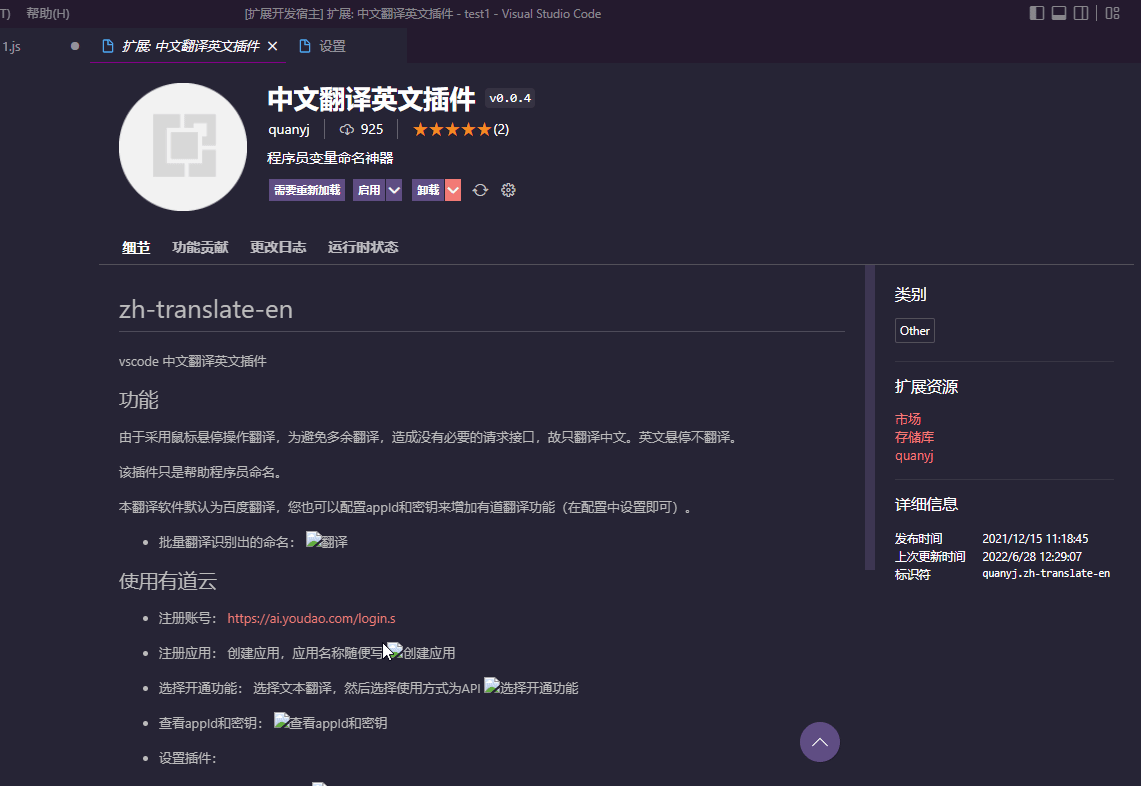 T) 帮助(H) [扩展开发宿主] 扩展: 中文翻译英文插件 - test1 - Visual Studio Code
1.js 扩展: 中文翻译英文插件 设置
中文翻译英文插件 v0.0.4
quanyj 925 (2)
程序员变量命名神器
需要重新加载 启用 卸载
细节 功能贡献 更改日志 运行时状态
zh-translate-en
vscode 中文翻译英文插件
功能
由于采用鼠标悬停操作翻译，为避免多余翻译，造成没有必要的请求接口，故只翻译中文。英文悬停不翻译。
该插件只是帮助程序员命名。
本翻译软件默认为百度翻译，您也可以配置appId和密钥来增加有道翻译功能（在配置中设置即可）。
批量翻译识别出的命名： 翻译
使用有道云
注册账号： https://ai.youdao.com/login.s
注册应用： 创建应用，应用名称随便写 创建应用
选择开通功能： 选择文本翻译，然后选择使用方式为API 选择开通功能
查看appId和密钥： 查看appId和密钥
设置插件：
类别
Other
扩展资源
市场
存储库
quanyj
详细信息
发布时间 2021/12/15 11:18:45
上次更新时间 2022/6/28 12:29:07
标识符 quanyj.zh-translate-en